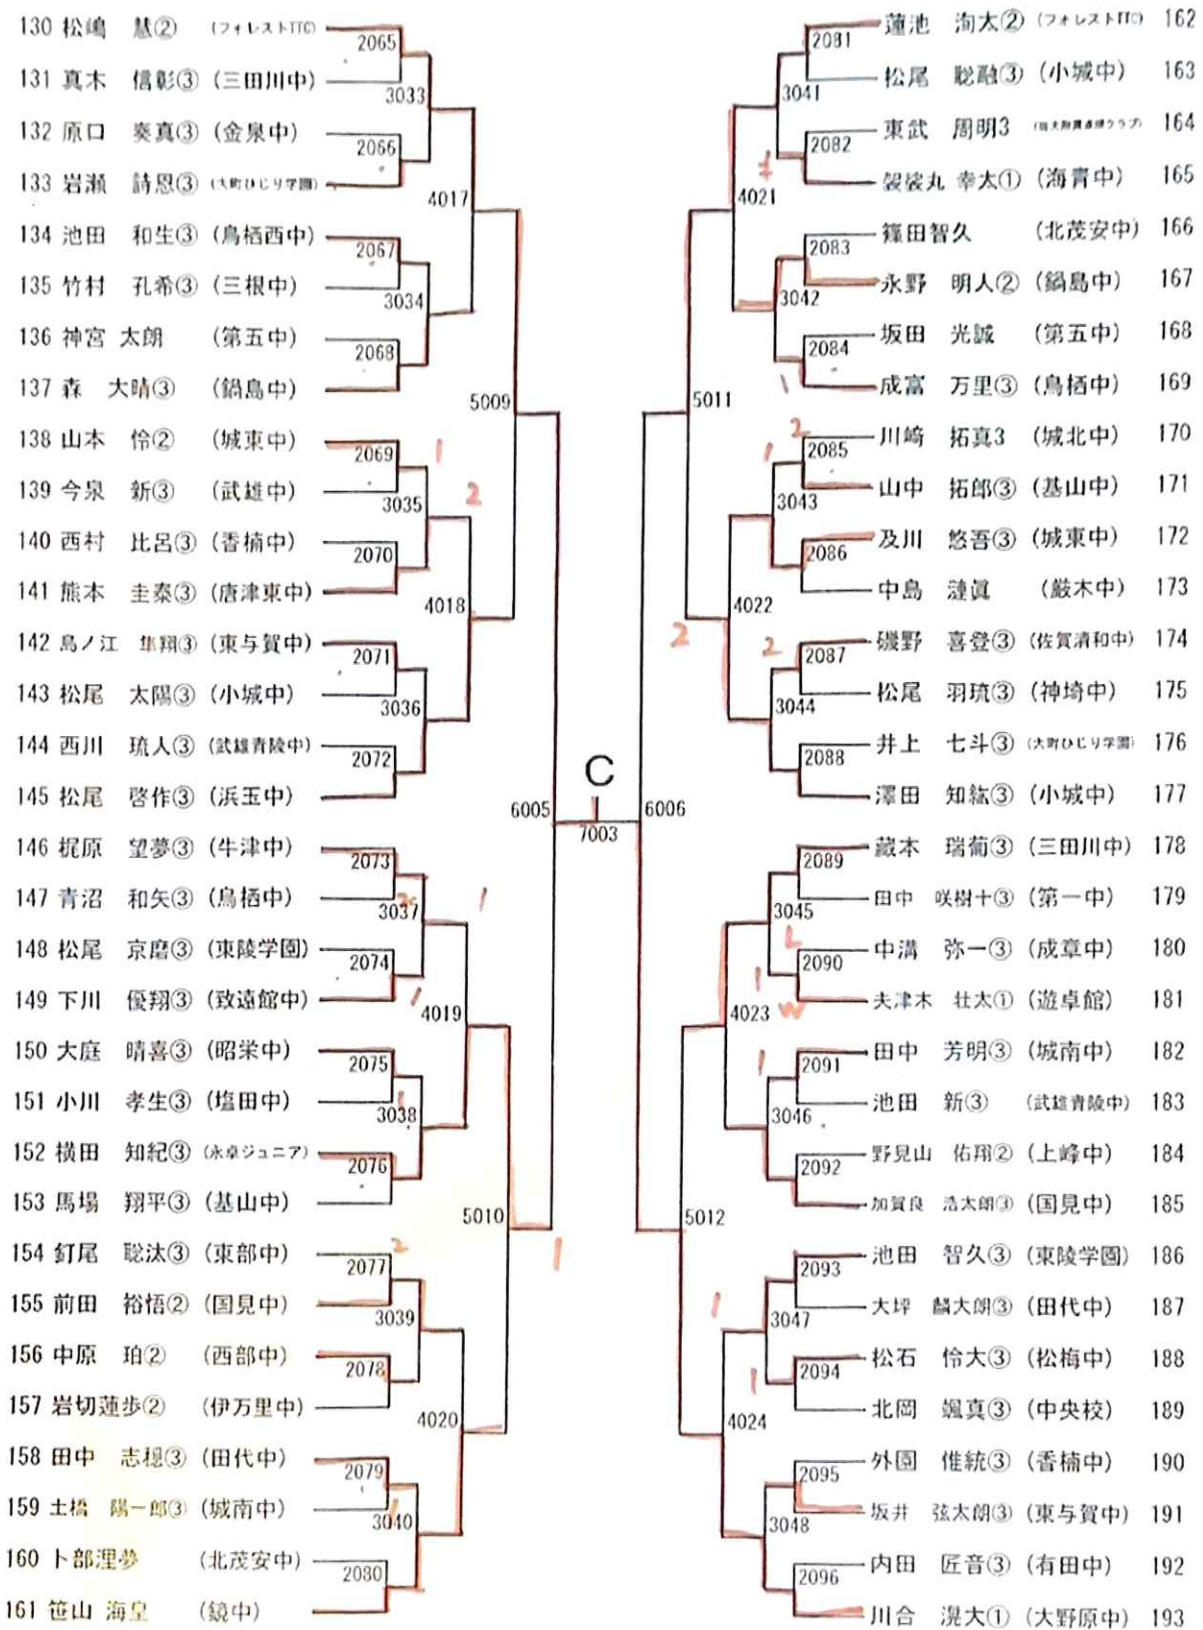 130 松嶋 慧② (フォレストTTC)
131 真木 信彰③ (三田川中)
132 原口 奏真③ (金泉中)
133 岩瀬 詩恩③ (大町ひじり学園)
134 池田 和生③ (鳥栖西中)
135 竹村 孔希③ (三根中)
136 神宮 太朗 (第五中)
137 森 大晴③ (鍋島中)
138 山本 怜② (城東中)
139 今泉 新③ (武雄中)
140 西村 比呂③ (香楠中)
141 熊本 圭泰③ (唐津東中)
142 鳥ノ江 隼翔③ (東与賀中)
143 松尾 太陽③ (小城中)
144 西川 琉人③ (武雄青陵中)
145 松尾 啓作③ (浜玉中)
146 梶原 望夢③ (牛津中)
147 青沼 和矢③ (鳥栖中)
148 松尾 京磨③ (東陵学園)
149 下川 優翔③ (致遠館中)
150 大庭 晴喜③ (昭栄中)
151 小川 孝生③ (塩田中)
152 横田 知紀③ (永卓ジュニア)
153 馬場 翔平③ (基山中)
154 釘尾 聡汰③ (東部中)
155 前田 裕悟② (国見中)
156 中原 珀② (西部中)
157 岩切蓮歩② (伊万里中)
158 田中 志穏③ (田代中)
159 土橋 陽一郎③ (城南中)
160 卜部浬夢 (北茂安中)
161 笹山 海皇 (鏡中)
2065
2066
2067
2068
2069
2070
2071
2072
2073
2074
2075
2076
2077
2078
2079
2080
3033
3034
3035
3036
3037
3038
3039
3040
4017
4018
4019
4020
5009
5010
6005
C
7003
6006
5011
5012
4021
4022
4023
4024
3041
3042
3043
3044
3045
3046
3047
3048
2081
2082
2083
2084
2085
2086
2087
2088
2089
2090
2091
2092
2093
2094
2095
2096
蓮池 洵太② (フォレストTTC) 162
松尾 聡融③ (小城中) 163
東武 周明3 164
袈裟丸 幸太① (海青中) 165
篠田智久 (北茂安中) 166
永野 明人② (鍋島中) 167
坂田 光誠 (第五中) 168
成富 万里③ (鳥栖中) 169
川﨑 拓真3 (城北中) 170
山中 拓郎③ (基山中) 171
及川 悠吾③ (城東中) 172
中島 漣眞 (厳木中) 173
磯野 喜登③ (佐賀清和中) 174
松尾 羽琉③ (神埼中) 175
井上 七斗③ (大町ひじり学園) 176
澤田 知紘③ (小城中) 177
蔵本 瑞葡③ (三田川中) 178
田中 咲樹十③ (第一中) 179
中溝 弥一③ (成章中) 180
夫津木 壮太① (遊卓館) 181
田中 芳明③ (城南中) 182
池田 新③ (武雄青陵中) 183
野見山 佑翔② (上峰中) 184
加賀良 浩太朗③ (国見中) 185
池田 智久③ (東陵学園) 186
大坪 麟大朗③ (田代中) 187
松石 怜大③ (松梅中) 188
北岡 颯真③ (中央校) 189
外園 惟統③ (香楠中) 190
坂井 弦太朗③ (東与賀中) 191
内田 匠音③ (有田中) 192
川合 滉大① (大野原中) 193